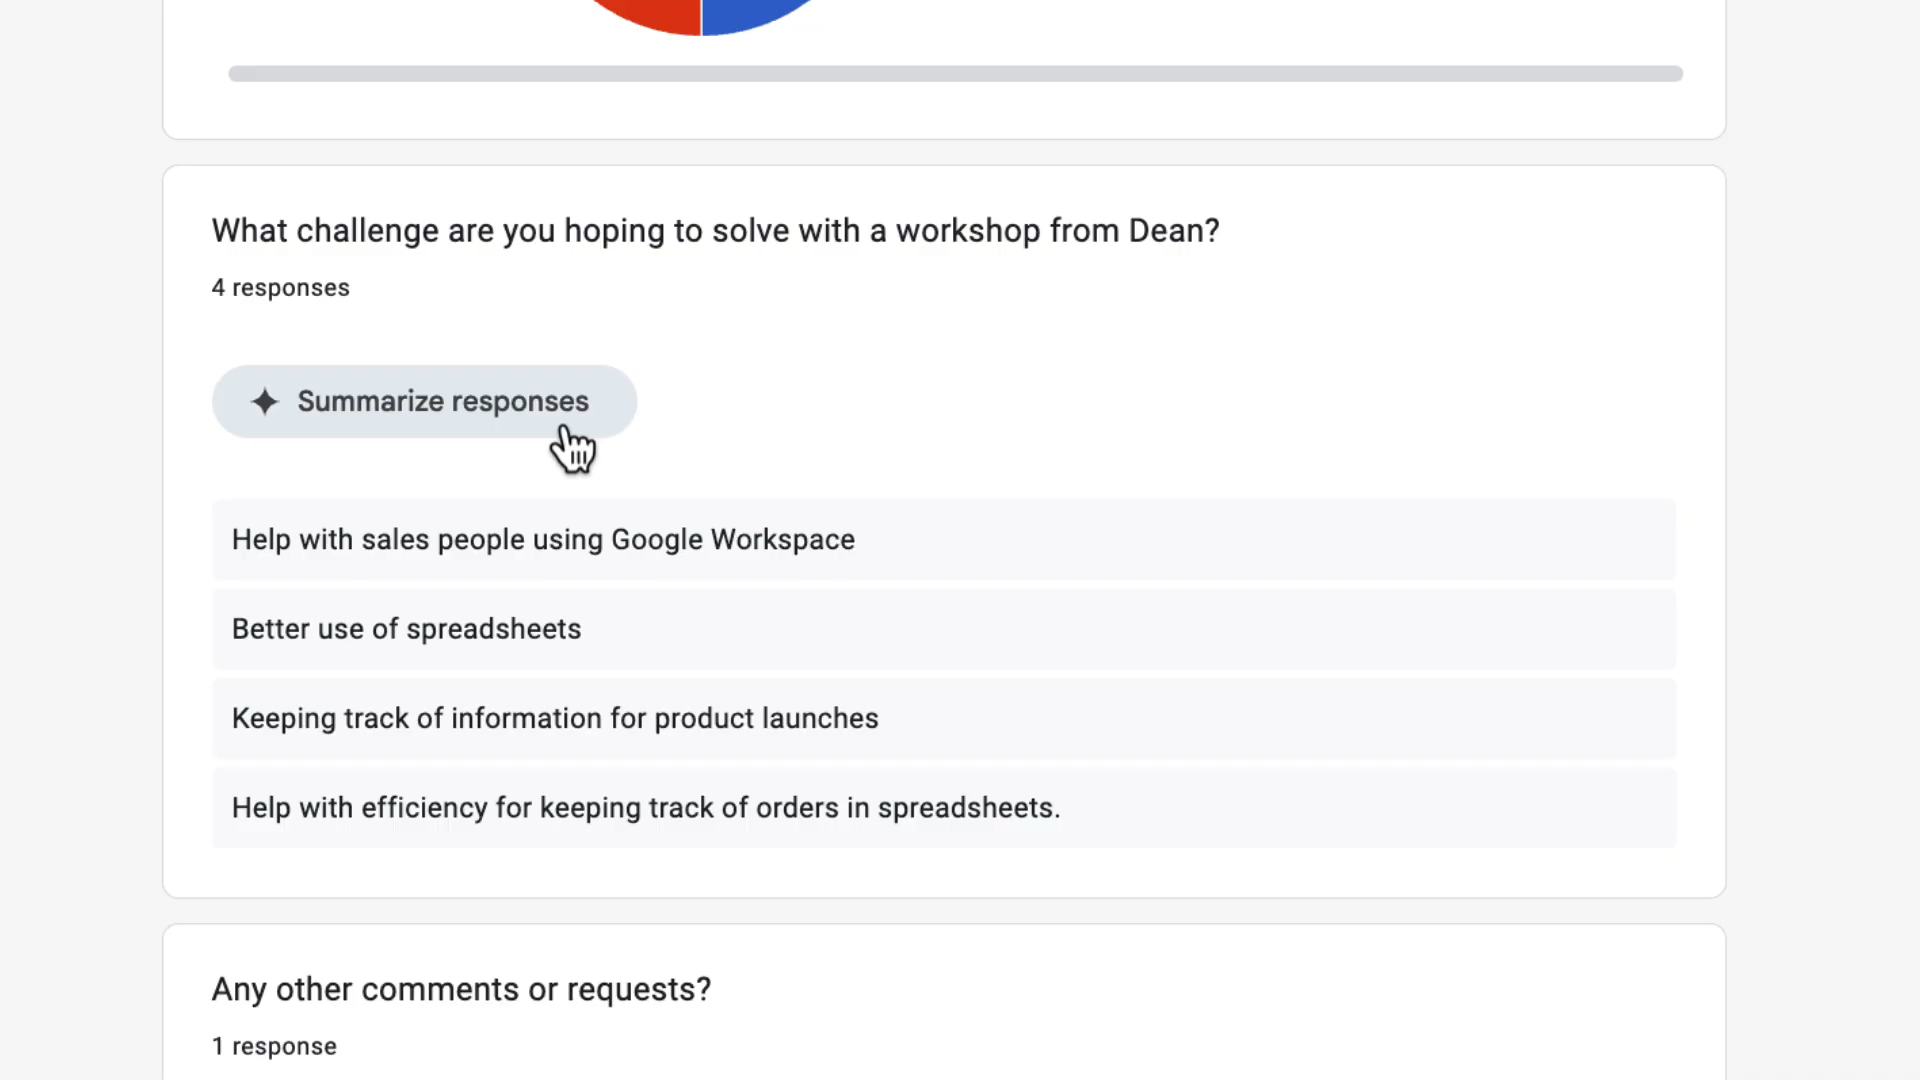 What challenge are you hoping to solve with a workshop from Dean?
4 responses
Summarize responses
Help with sales people using Google Workspace
Better use of spreadsheets
Keeping track of information for product launches
Help with efficiency for keeping track of orders in spreadsheets.
Any other comments or requests?
1 response